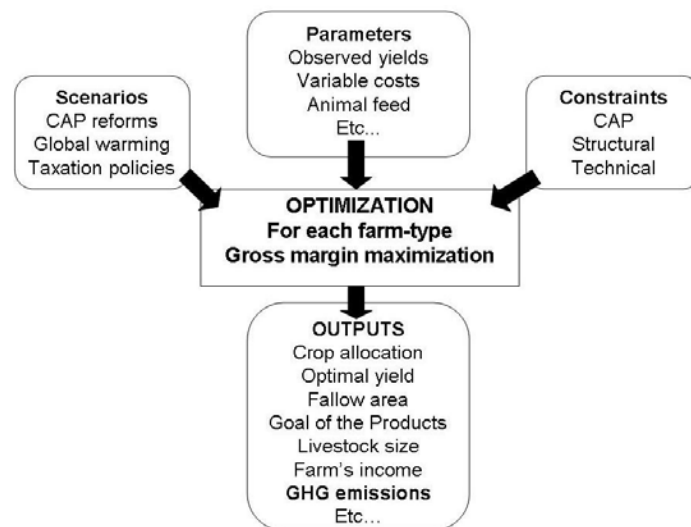 Parameters
Observed yields
Variable costs
Animal feed
Etc...
Scenarios
CAP reforms
Global warming
Taxation policies
Constraints
CAP
Structural
Technical
OPTIMIZATION
For each farm-type
Gross margin maximization
OUTPUTS
Crop allocation
Optimal yield
Fallow area
Goal of the Products
Livestock size
Farm's income
GHG emissions
Etc...